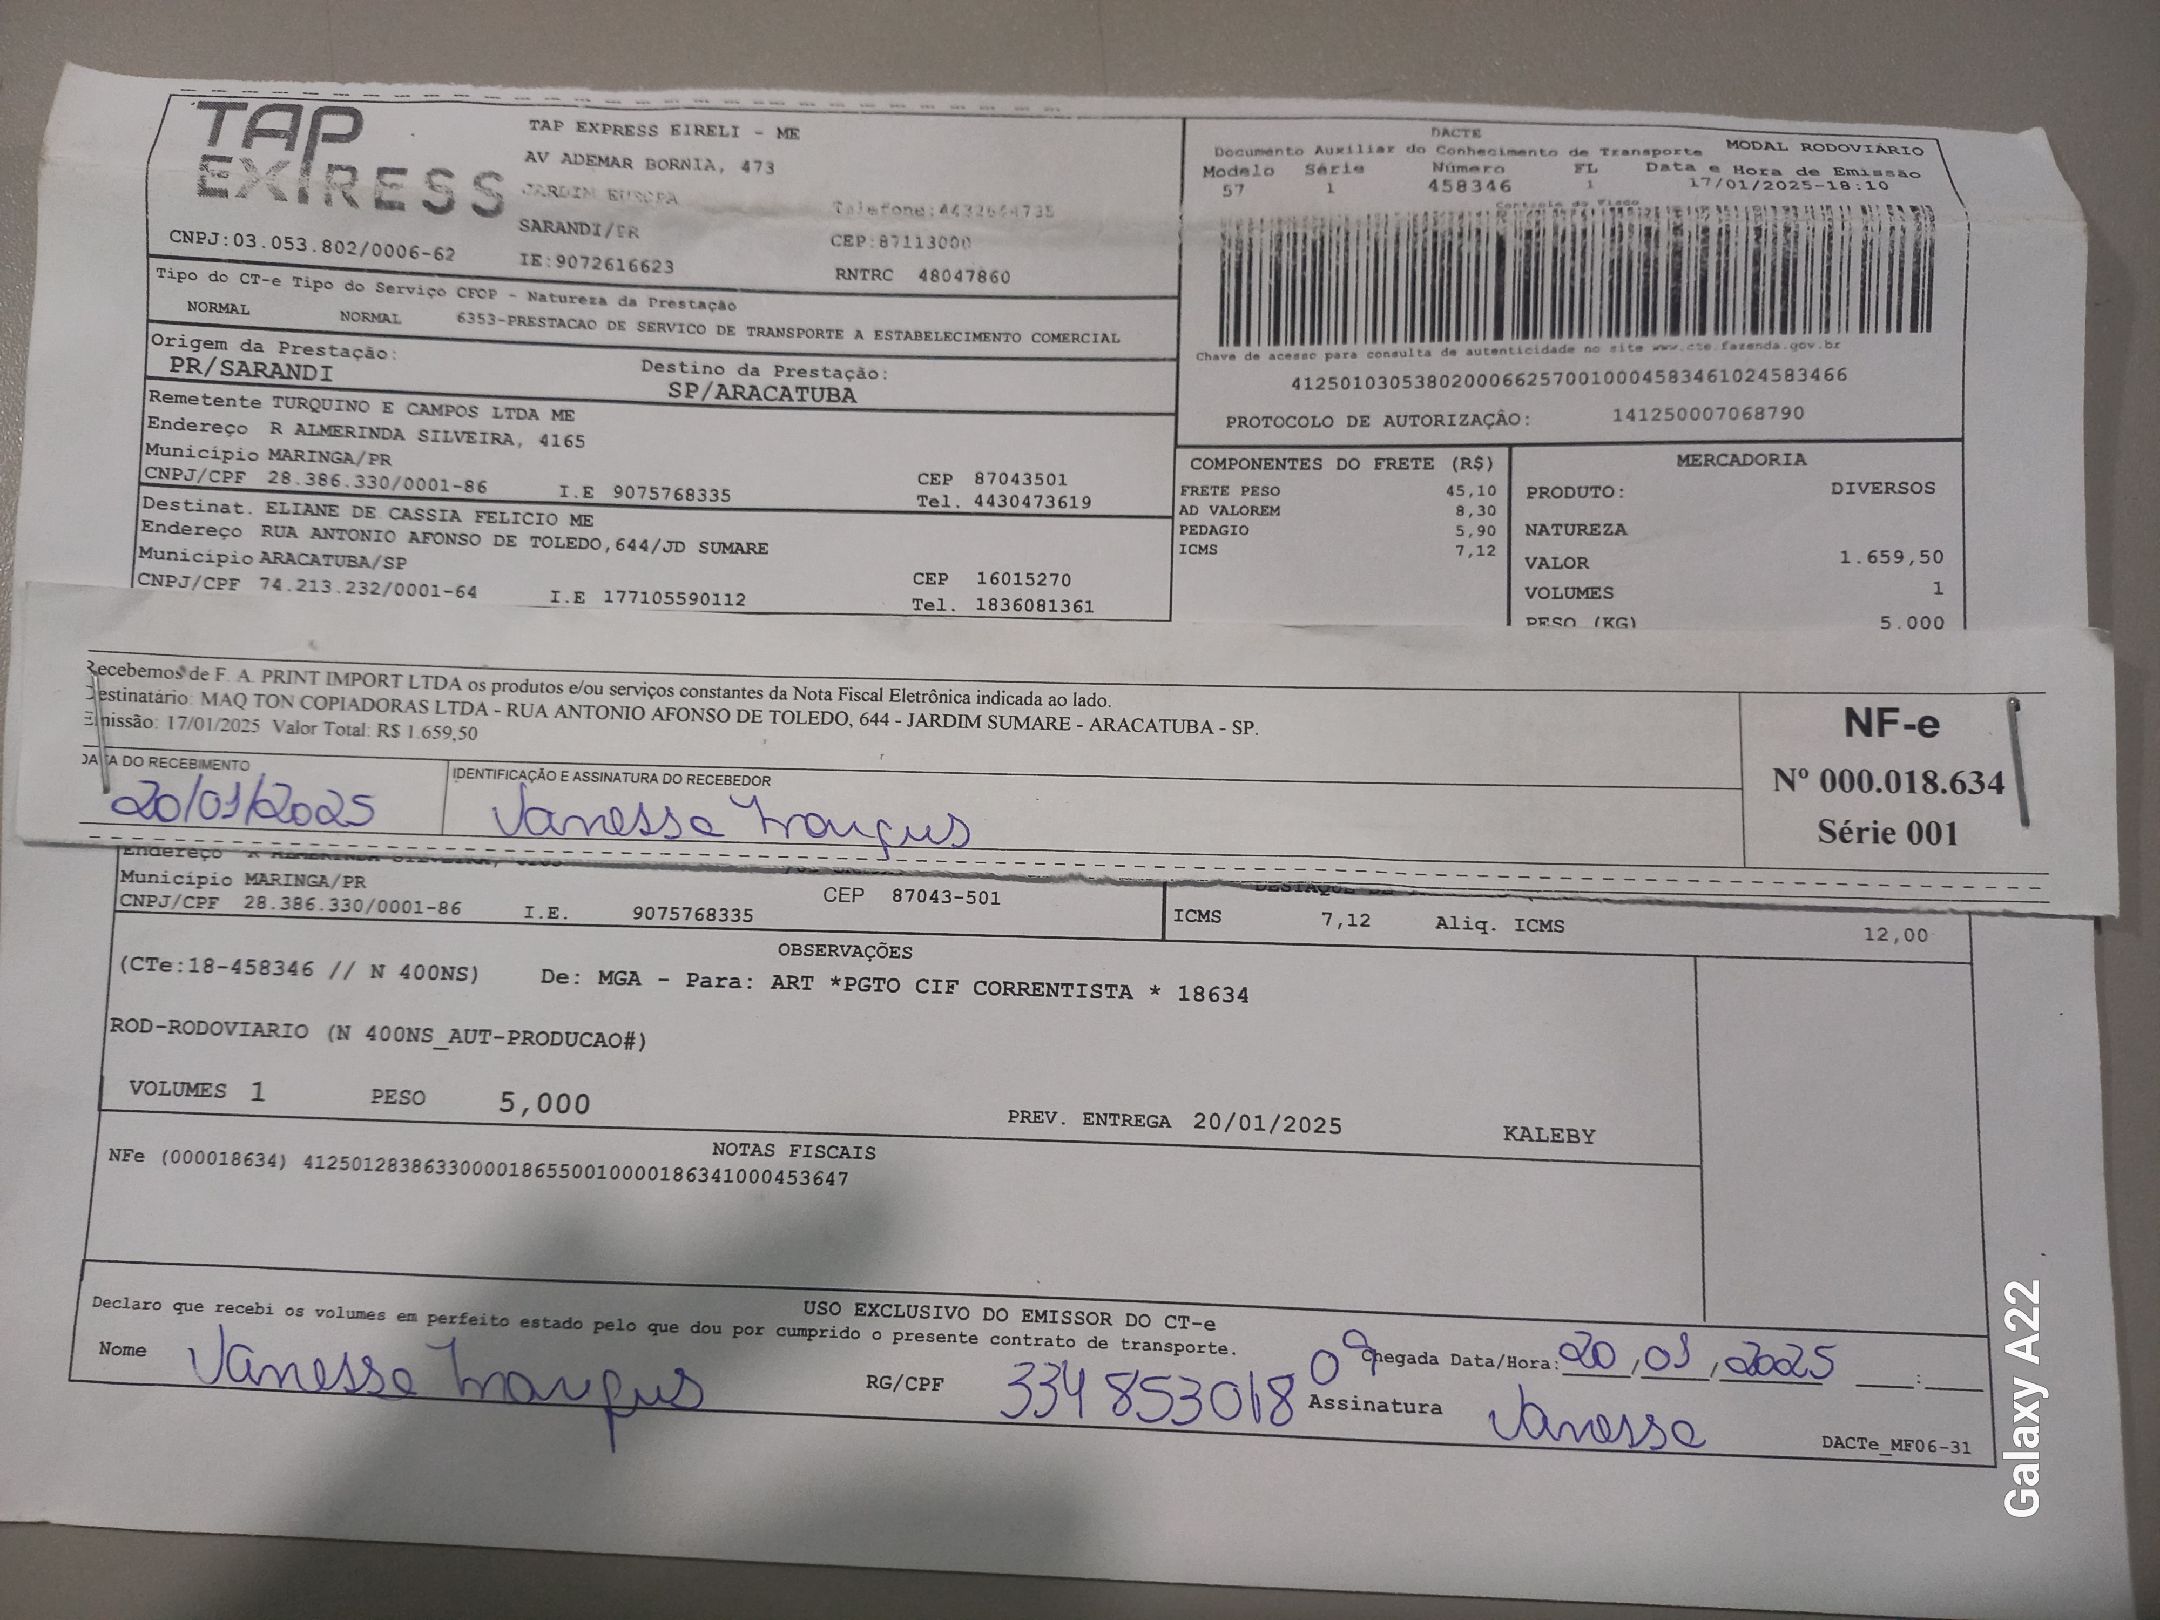 TAP EXPRESS
TAP EXPRESS EIRELI - ME
AV ADEMAR BORNIA, 473
JARDIM EUROPA
Telefone:4432644735
SARANDI/PR
CEP:87113000
CNPJ:03.053.802/0006-62
IE:9072616623
RNTRC 48047860
DACTE
Documento Auxiliar do Conhecimento de Transporte MODAL RODOVIÁRIO
Modelo Série Número FL Data e Hora de Emissão
57 1 458346 1 17/01/2025-18:10
Controle do Fisco
Chave de acesso para consulta de autenticidade no site www.cte.fazenda.gov.br
41250103053802000662570010004583461024583466
PROTOCOLO DE AUTORIZAÇÃO: 141250007068790
Tipo do CT-e Tipo do Serviço CFOP - Natureza da Prestação
NORMAL NORMAL 6353-PRESTACAO DE SERVICO DE TRANSPORTE A ESTABELECIMENTO COMERCIAL
Origem da Prestação:
PR/SARANDI
Destino da Prestação:
SP/ARACATUBA
Remetente TURQUINO E CAMPOS LTDA ME
Endereço R ALMERINDA SILVEIRA, 4165
Município MARINGA/PR
CEP 87043501
CNPJ/CPF 28.386.330/0001-86 I.E 9075768335 Tel. 4430473619
Destinat. ELIANE DE CASSIA FELICIO ME
Endereço RUA ANTONIO AFONSO DE TOLEDO,644/JD SUMARE
Município ARACATUBA/SP
CEP 16015270
CNPJ/CPF 74.213.232/0001-64 I.E 177105590112 Tel. 1836081361
COMPONENTES DO FRETE (R$)
FRETE PESO 45,10
AD VALOREM 8,30
PEDAGIO 5,90
ICMS 7,12
MERCADORIA
PRODUTO: DIVERSOS
NATUREZA
VALOR 1.659,50
VOLUMES 1
PESO (KG) 5.000
Recebemos de F. A. PRINT IMPORT LTDA os produtos e/ou serviços constantes da Nota Fiscal Eletrônica indicada ao lado.
Destinatário: MAQ TON COPIADORAS LTDA - RUA ANTONIO AFONSO DE TOLEDO, 644 - JARDIM SUMARE - ARACATUBA - SP.
Emissão: 17/01/2025 Valor Total: R$ 1.659,50
DATA DO RECEBIMENTO
20/01/2025
IDENTIFICAÇÃO E ASSINATURA DO RECEBEDOR
Vanessa
NF-e
Nº 000.018.634
Série 001
Endereço
Município MARINGA/PR
CEP 87043-501
CNPJ/CPF 28.386.330/0001-86 I.E. 9075768335
ICMS 7,12 Aliq. ICMS 12,00
OBSERVAÇÕES
(CTe:18-458346 // N 400NS) De: MGA - Para: ART *PGTO CIF CORRENTISTA * 18634
ROD-RODOVIARIO (N 400NS_AUT-PRODUCAO#)
VOLUMES 1 PESO 5,000
PREV. ENTREGA 20/01/2025 KALEBY
NOTAS FISCAIS
NFe (000018634) 41250128386330000186550010000186341000453647
USO EXCLUSIVO DO EMISSOR DO CT-e
Declaro que recebi os volumes em perfeito estado pelo que dou por cumprido o presente contrato de transporte.
Nome Vanessa
RG/CPF 334 853018 09
Chegada Data/Hora: 20,01,2025 __:__
Assinatura Vanessa
DACTe_MF06-31
Galaxy A22